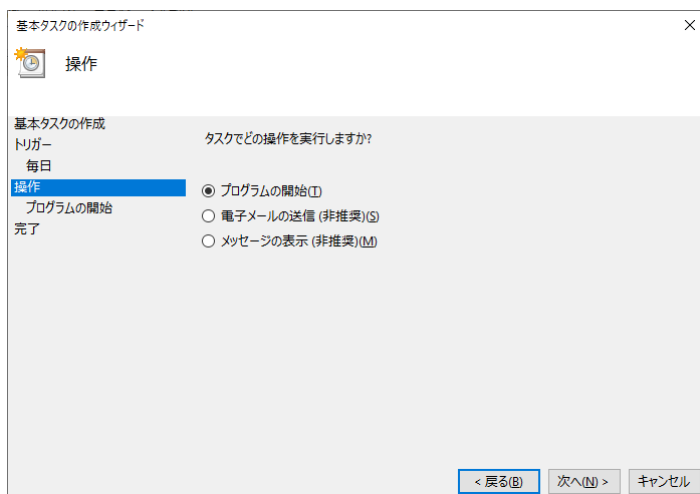 基本タスクの作成ウィザード
操作
基本タスクの作成
トリガー
毎日
操作
プログラムの開始
完了
タスクでどの操作を実行しますか?
プログラムの開始(T)
電子メールの送信 (非推奨)(S)
メッセージの表示 (非推奨)(M)
< 戻る(B)
次へ(N) >
キャンセル